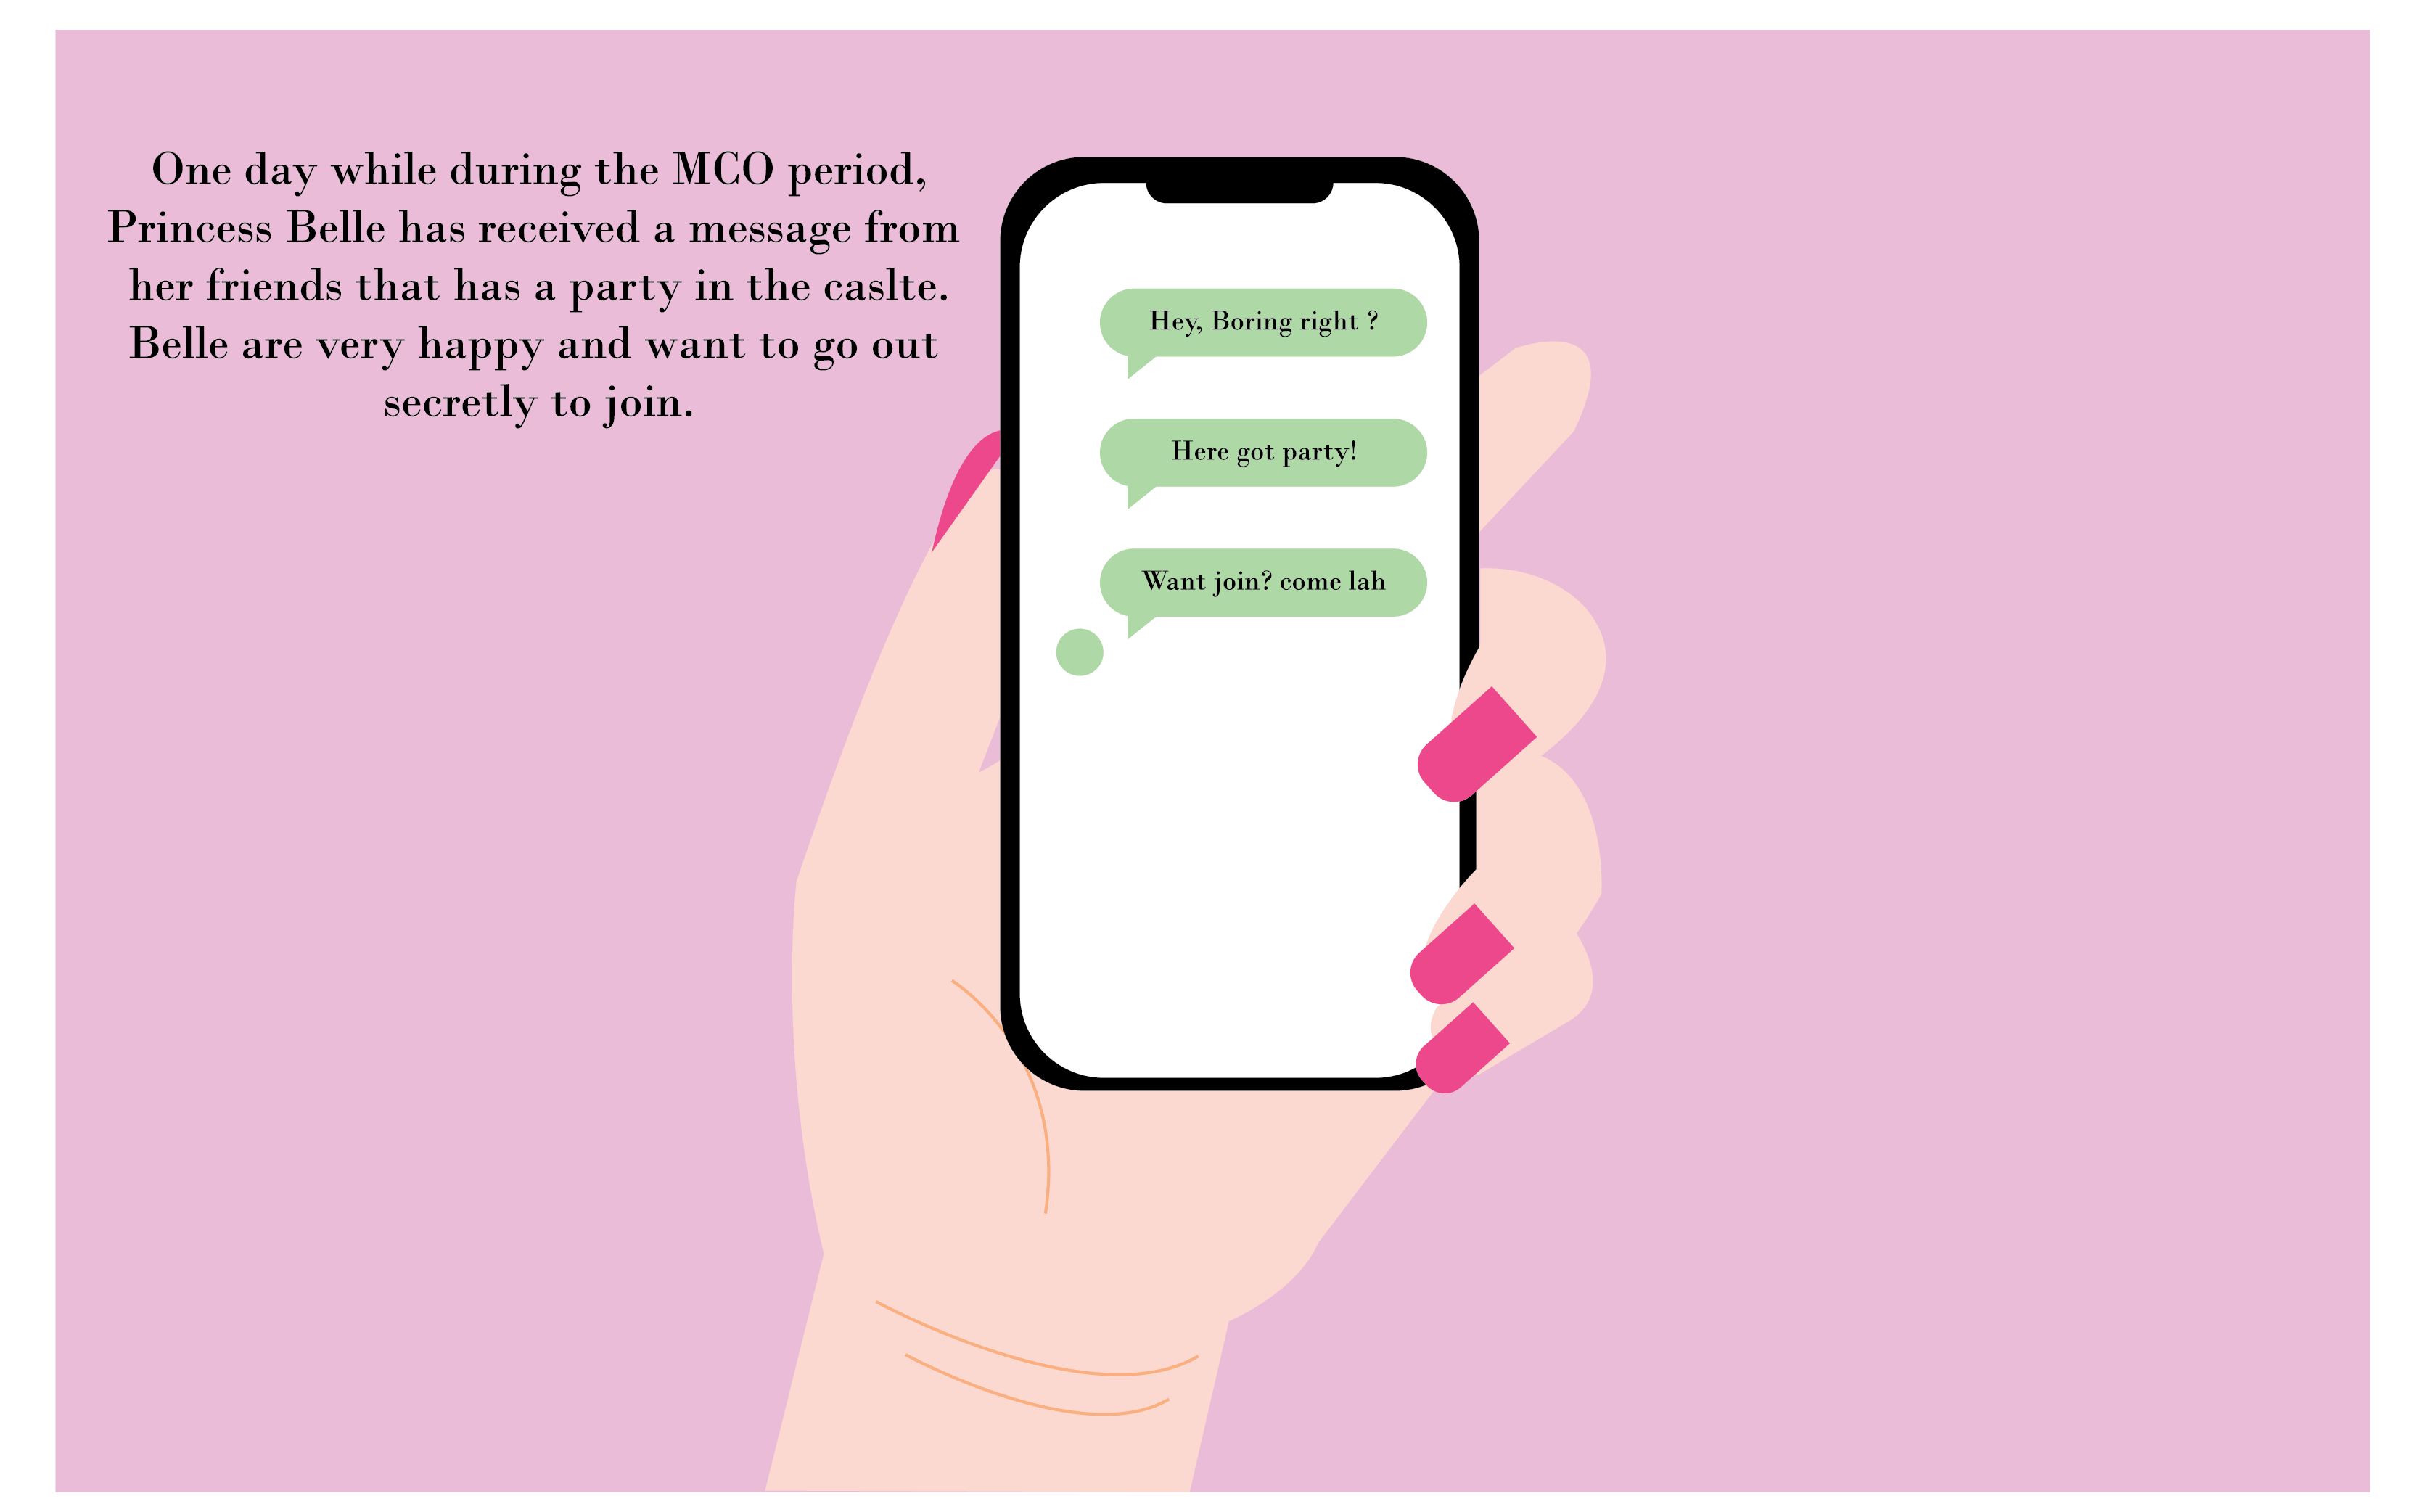 One day while during the MCO period,
Princess Belle has received a message from
her friends that has a party in the caslte.
Belle are very happy and want to go out
secretly to join.
Hey, Boring right ?
Here got party!
Want join? come lah